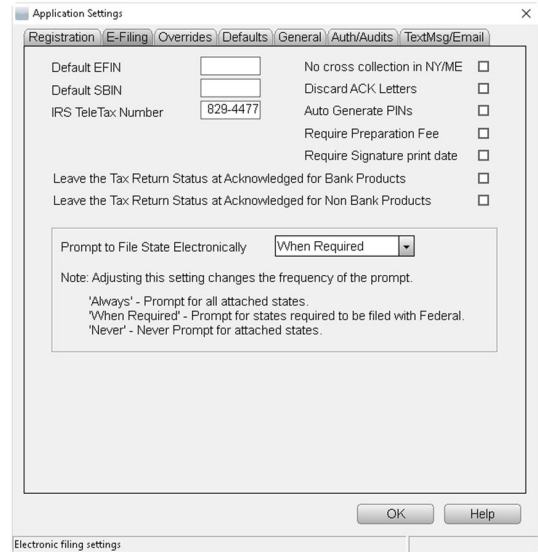 Application Settings
Registration E-Filing Overrides Defaults General Auth/Audits TextMsg/Email
Default EFIN
No cross collection in NY/ME
Default SBIN
Discard ACK Letters
IRS TeleTax Number 829-4477
Auto Generate PINs
Require Preparation Fee
Require Signature print date
Leave the Tax Return Status at Acknowledged for Bank Products
Leave the Tax Return Status at Acknowledged for Non Bank Products
Prompt to File State Electronically When Required
Note: Adjusting this setting changes the frequency of the prompt.
'Always' - Prompt for all attached states.
'When Required' - Prompt for states required to be filed with Federal.
'Never' - Never Prompt for attached states.
OK Help
Electronic filing settings